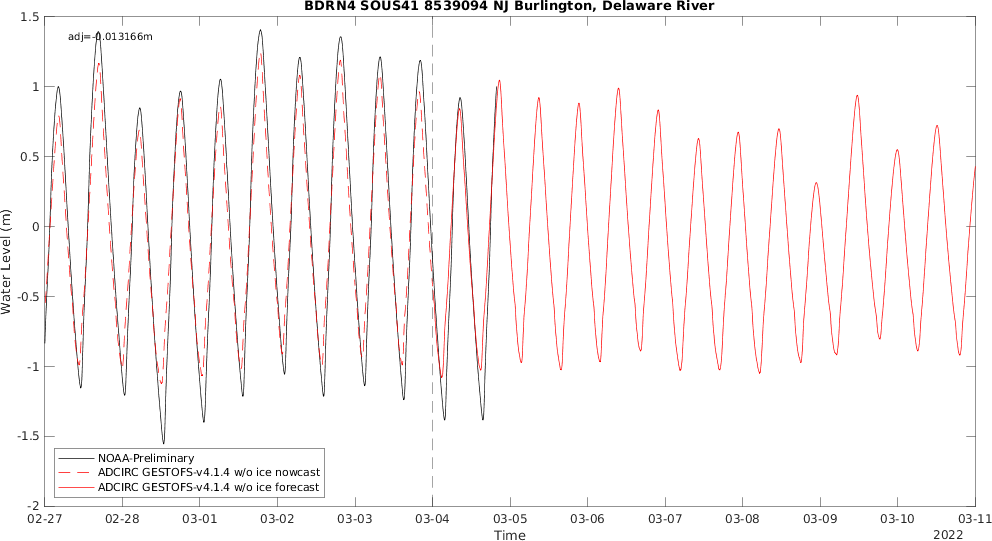 BDRN4 SOUS41 8539094 NJ Burlington, Delaware River
adj=-0.013166m
1.5
1
0.5
0
-0.5
-1
-1.5
-2
Water Level (m)
NOAA-Preliminary
ADCIRC GESTOFS-v4.1.4 w/o ice nowcast
ADCIRC GESTOFS-v4.1.4 w/o ice forecast
02-27 02-28 03-01 03-02 03-03 03-04 03-05 03-06 03-07 03-08 03-09 03-10 03-11
Time
2022